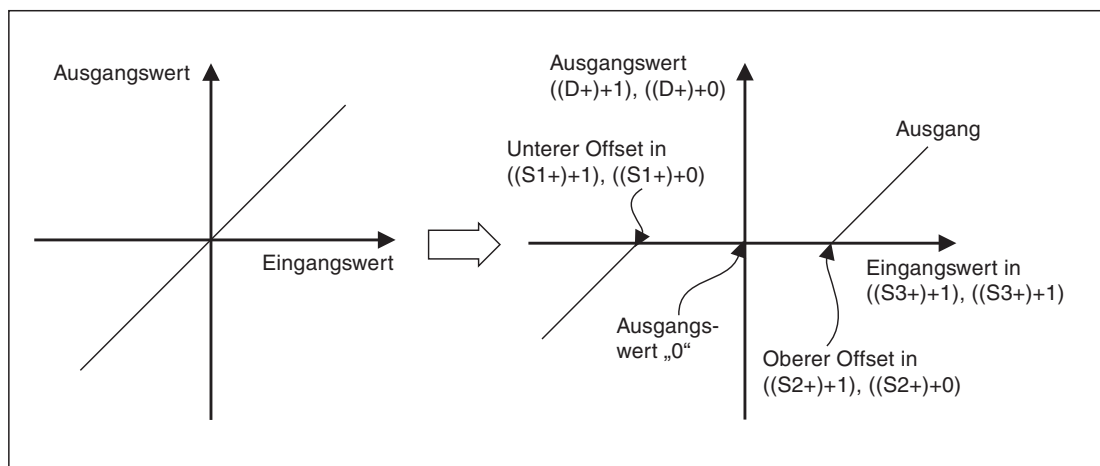 Ausgangswert
Eingangswert
Ausgangswert
((D+)+1), ((D+)+0)
Unterer Offset in
((S1+)+1), ((S1+)+0)
Ausgang
Eingangswert in
((S3+)+1), ((S3+)+1)
Ausgangs-
wert „0“
Oberer Offset in
((S2+)+1), ((S2+)+0)